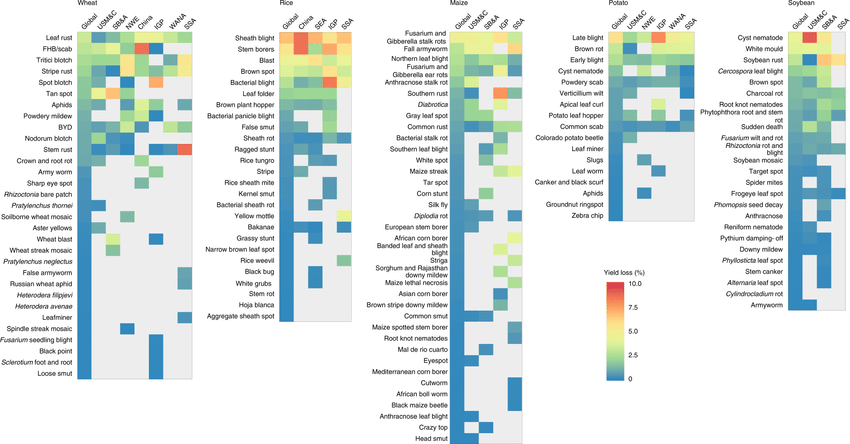 Wheat
Global
USM&C
SB&A
NWE
China
IGP
WANA
SSA
Leaf rust
FHB/scab
Tritici blotch
Stripe rust
Spot blotch
Tan spot
Aphids
Powdery mildew
BYD
Nodorum blotch
Stem rust
Crown and root rot
Army worm
Sharp eye spot
Rhizoctonia bare patch
Pratylenchus thornei
Soilborne wheat mosaic
Aster yellows
Wheat blast
Wheat streak mosaic
Pratylenchus neglectus
False armyworm
Russian wheat aphid
Heterodera filipjevi
Heterodera avenae
Leafminer
Spindle streak mosaic
Fusarium seedling blight
Black point
Sclerotium foot and root
Loose smut
Rice
Global
China
SEA
IGP
SSA
Sheath blight
Stem borers
Blast
Brown spot
Bacterial blight
Leaf folder
Brown plant hopper
Bacterial panicle blight
False smut
Sheath rot
Ragged stunt
Rice tungro
Stripe
Rice sheath mite
Kernel smut
Bacterial sheath rot
Yellow mottle
Bakanae
Grassy stunt
Narrow brown leaf spot
Rice weevil
Black bug
White grubs
Stem rot
Hoja blanca
Aggregate sheath spot
Maize
Global
USM&C
SB&A
IGP
SSA
Fusarium and
Gibberella stalk rots
Fall armyworm
Northern leaf blight
Fusarium and
Gibberella ear rots
Anthracnose stalk rot
Southern rust
Diabrotica
Gray leaf spot
Common rust
Bacterial stalk rot
Southern leaf blight
White spot
Maize streak
Tar spot
Corn stunt
Silk fly
Diplodia rot
European stem borer
African corn borer
Banded leaf and sheath
blight
Striga
Sorghum and Rajasthan
downy mildew
Maize lethal necrosis
Asian corn borer
Brown stripe downy mildew
Common smut
Maize spotted stem borer
Root knot nematodes
Mal de rio cuarto
Eyespot
Mediterranean corn borer
Cutworm
African boll worm
Black maize beetle
Anthracnose leaf blight
Crazy top
Head smut
Potato
Global
USM&C
NWE
IGP
WANA
SSA
Late blight
Brown rot
Early blight
Cyst nematode
Powdery scab
Verticillium wilt
Apical leaf curl
Potato leaf hopper
Common scab
Colorado potato beetle
Leaf miner
Slugs
Leaf worm
Canker and black scurf
Aphids
Groundnut ringspot
Zebra chip
Yield loss (%)
10.0
7.5
5.0
2.5
0
Soybean
Global
USM&C
SB&A
SSA
Cyst nematode
White mould
Soybean rust
Cercospora leaf blight
Brown spot
Charcoal rot
Root knot nematodes
Phytophthora root and stem
rot
Sudden death
Fusarium wilt and rot
Rhizoctonia rot and
blight
Soybean mosaic
Target spot
Spider mites
Frogeye leaf spot
Phomopsis seed decay
Anthracnose
Reniform nematode
Pythium damping-off
Downy mildew
Phyllosticta leaf spot
Stem canker
Alternaria leaf spot
Cylindrocladium rot
Armyworm